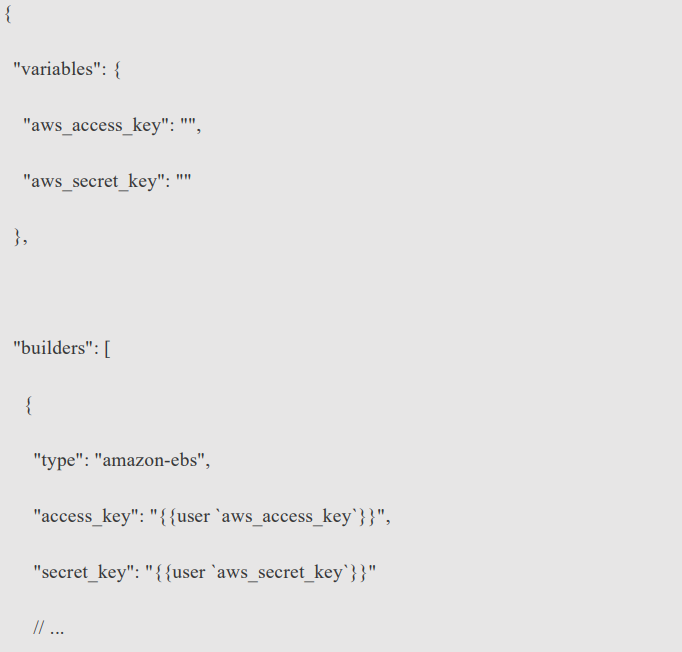 {
"variables": {
"aws_access_key": "",
"aws_secret_key": ""
},
"builders": [
{
"type": "amazon-ebs",
"access_key": "{{user `aws_access_key`}}",
"secret_key": "{{user `aws_secret_key`}}"
// ...